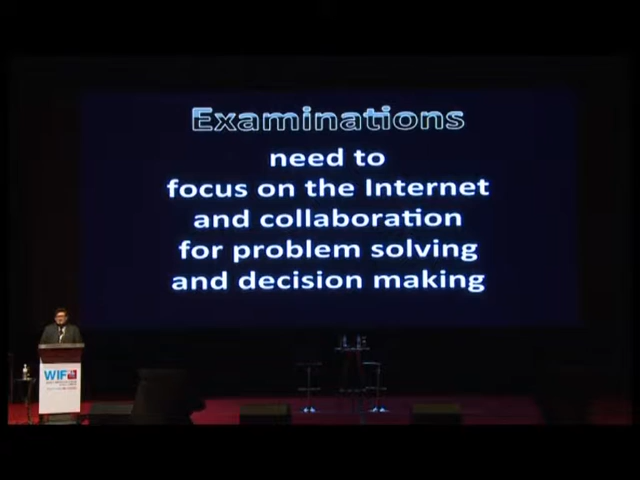 Examinations
need to
focus on the Internet
and collaboration
for problem solving
and decision making
WIF